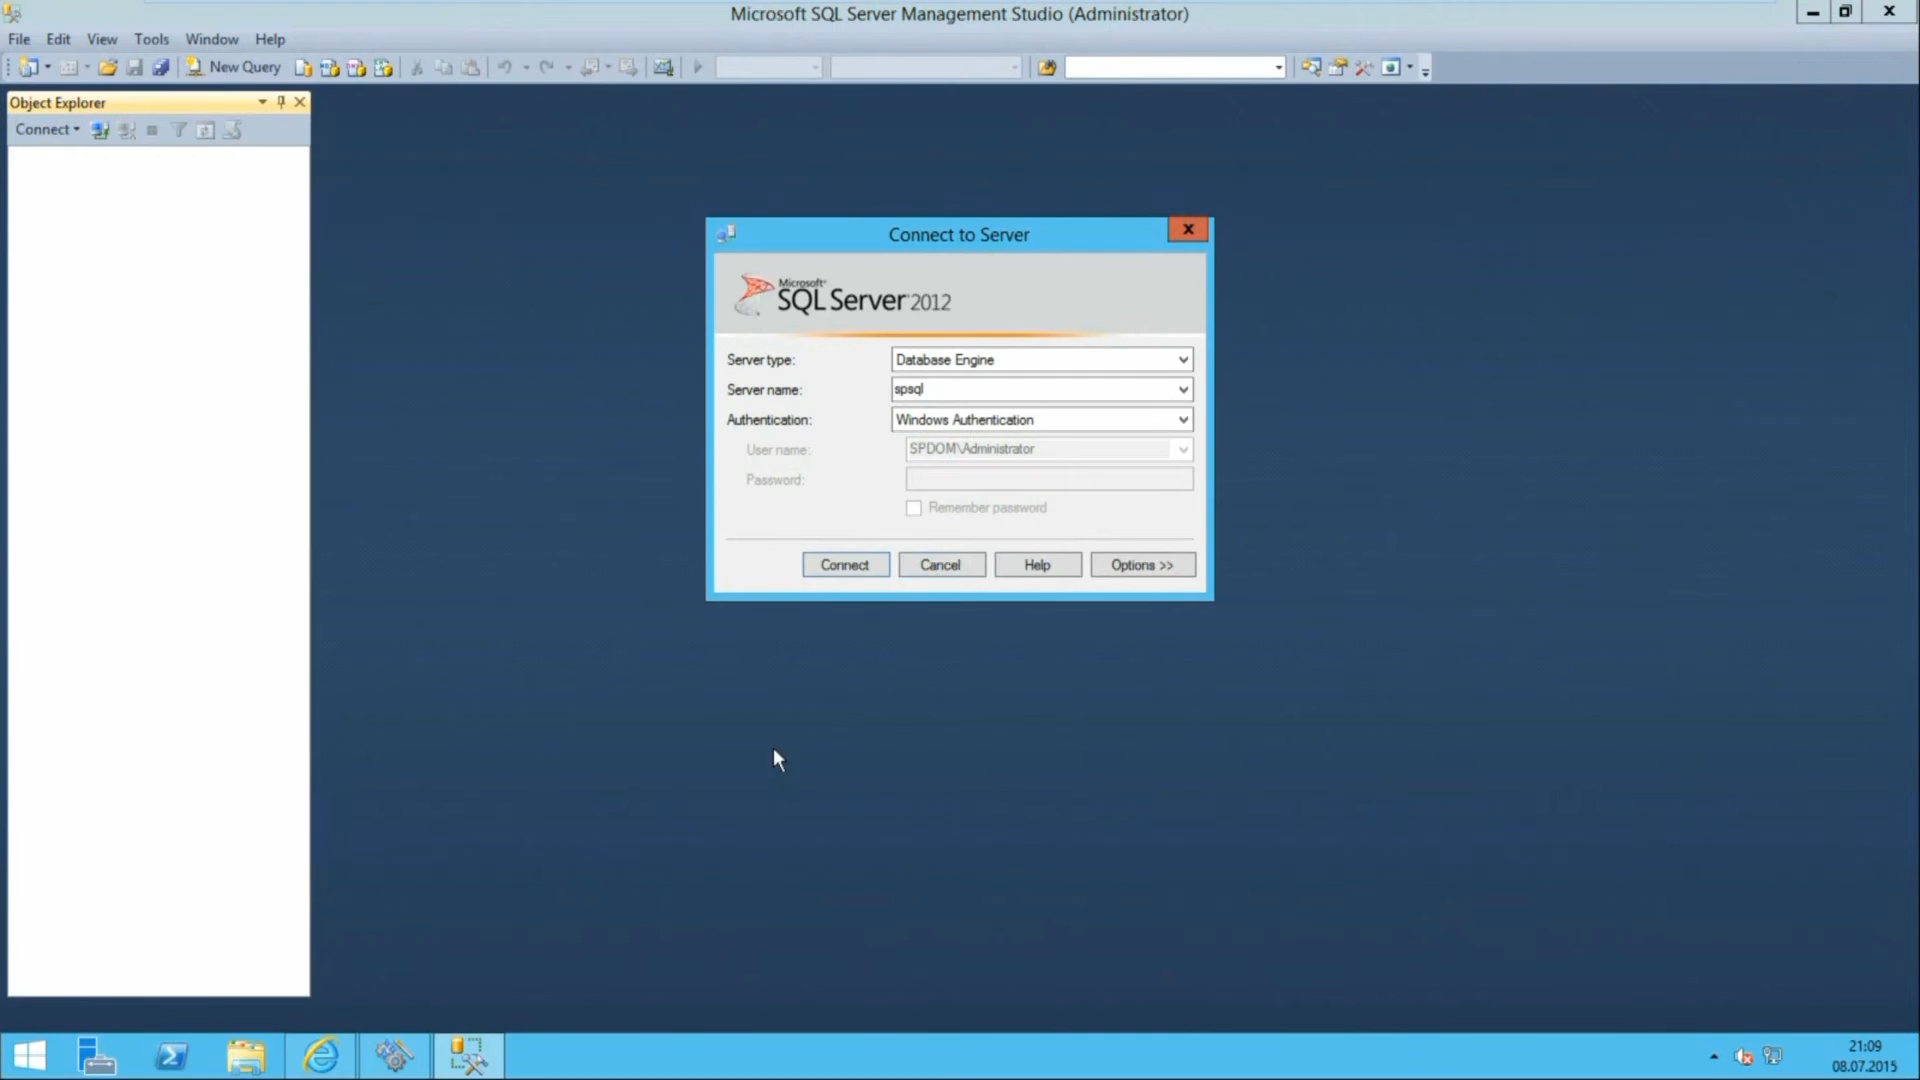 Microsoft SQL Server Management Studio (Administrator)
File Edit View Tools Window Help
New Query
Object Explorer
Connect
Connect to Server
Microsoft®
SQL Server 2012
Server type: Database Engine
Server name: spsql
Authentication: Windows Authentication
User name: SPDOM\Administrator
Password:
Remember password
Connect Cancel Help Options >>
21:09
08.07.2015